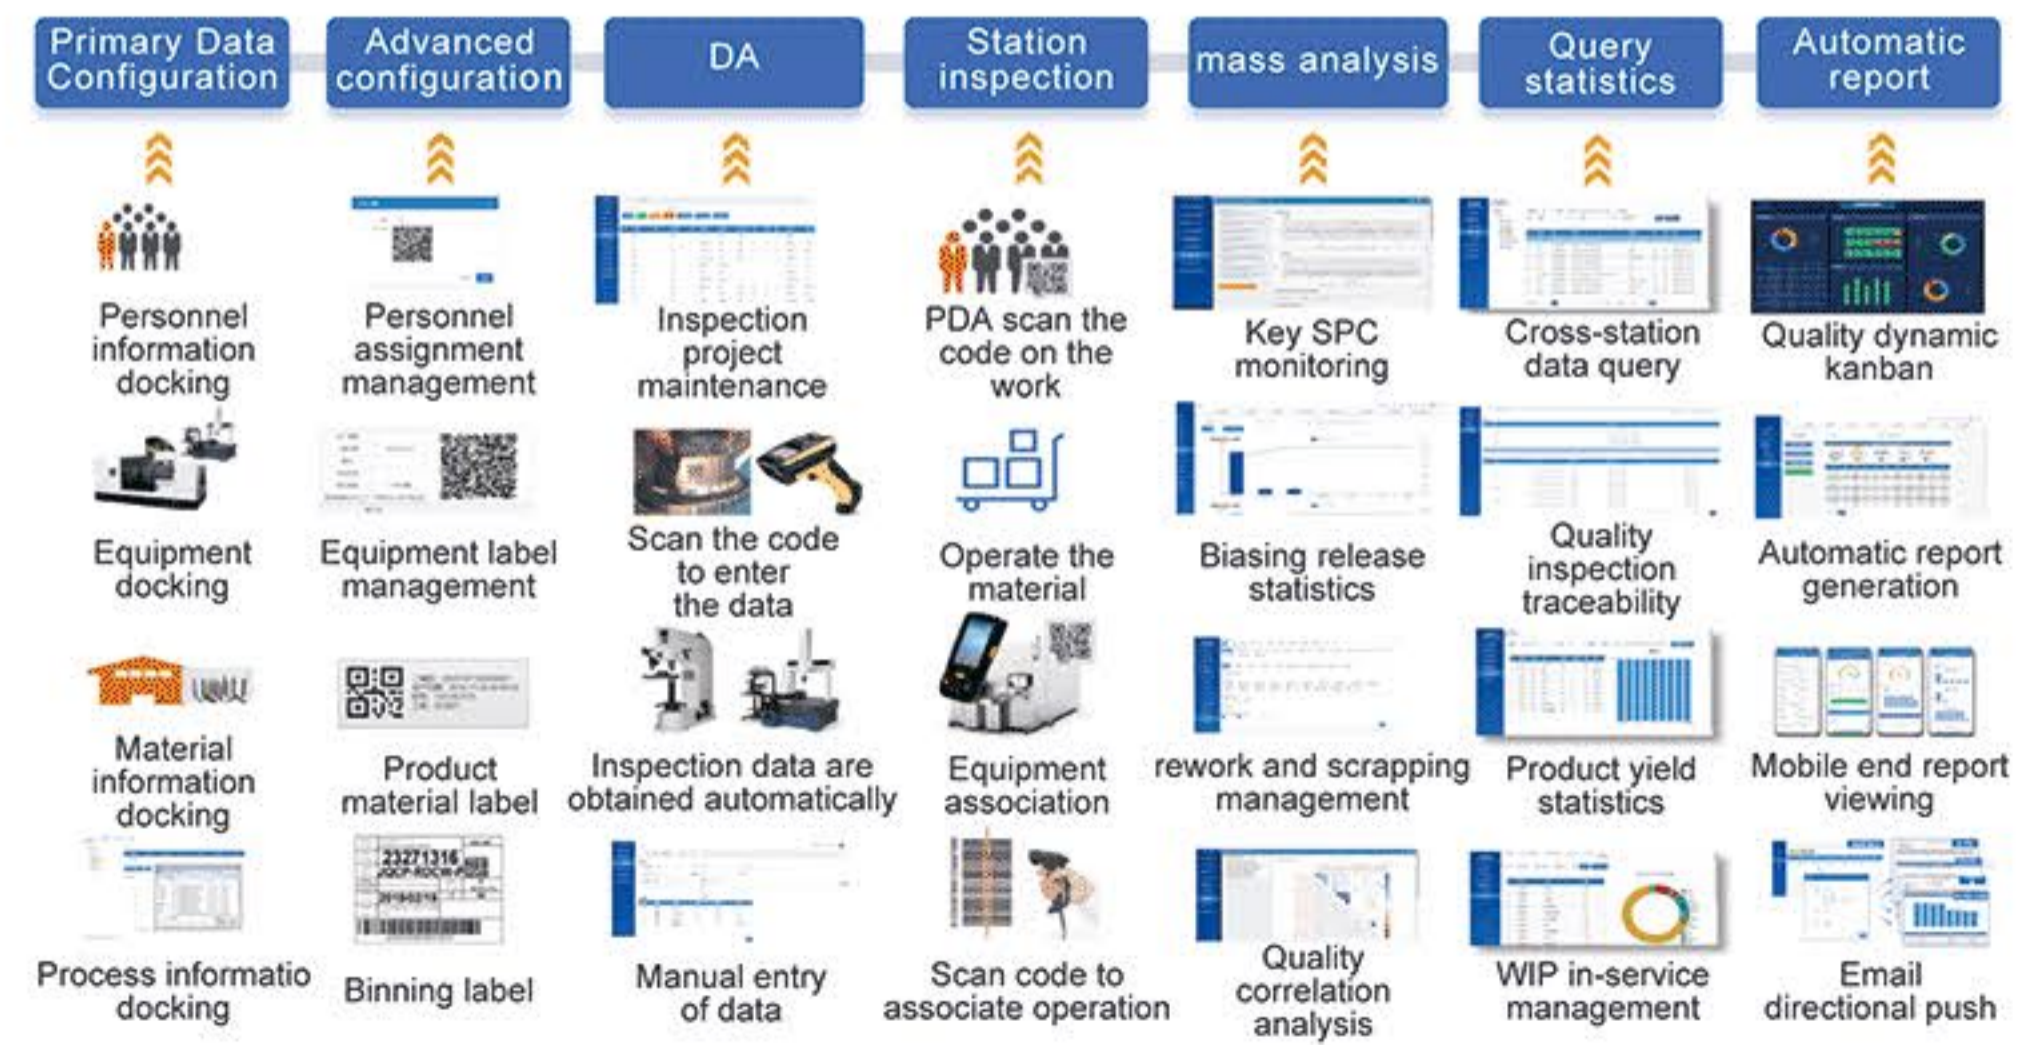 Primary Data
Configuration
Advanced
configuration
DA
Station
inspection
mass analysis
Query
statistics
Automatic
report
Personnel
information
docking
Personnel
assignment
management
Inspection
project
maintenance
PDA scan the
code on the
work
Key SPC
monitoring
Cross-station
data query
Quality dynamic
kanban
Equipment
docking
Equipment label
management
Scan the code
to enter
the data
Operate the
material
Biasing release
statistics
Quality
inspection
traceability
Automatic report
generation
Material
information
docking
Product
material label
Inspection data are
obtained automatically
Equipment
association
rework and scrapping
management
Product yield
statistics
Mobile end report
viewing
23271316
Process informatio
docking
Binning label
Manual entry
of data
Scan code to
associate operation
Quality
correlation
analysis
WIP in-service
management
Email
directional push